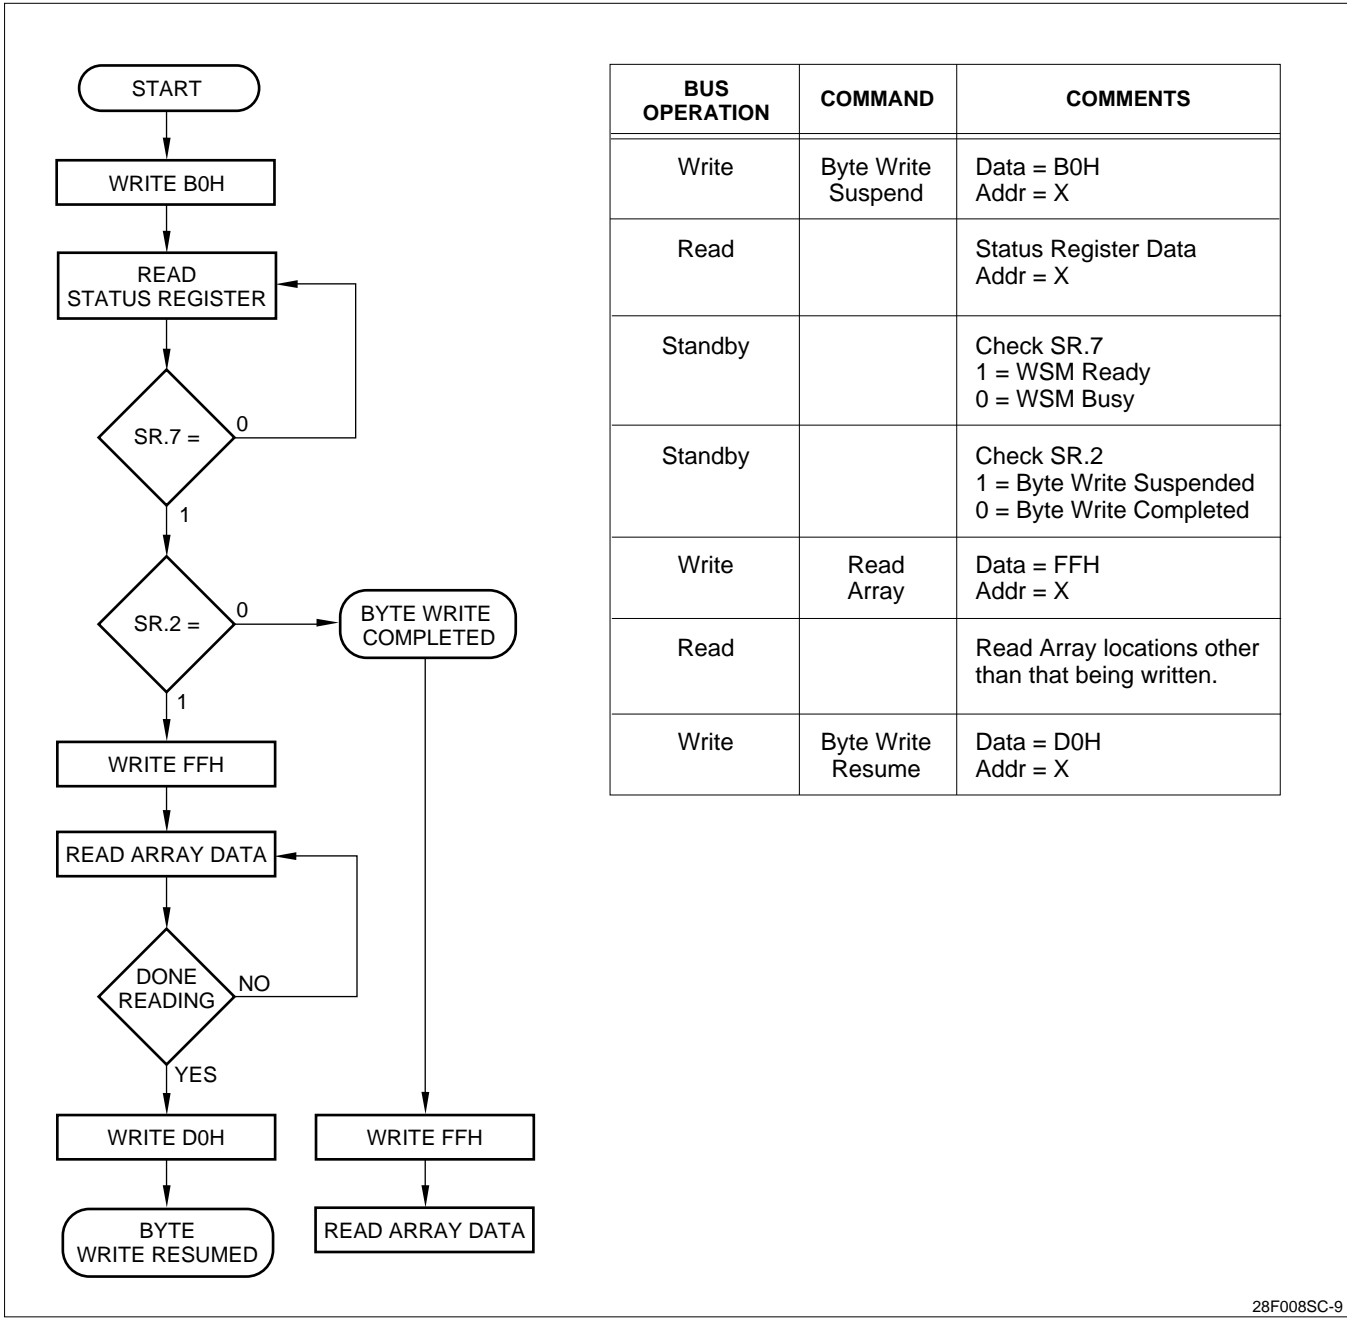 START
WRITE B0H
READ
STATUS REGISTER
SR.7 =
0
1
SR.2 =
0
BYTE WRITE
COMPLETED
1
WRITE FFH
READ ARRAY DATA
DONE
READING
NO
YES
WRITE D0H
BYTE
WRITE RESUMED
WRITE FFH
READ ARRAY DATA
BUS
OPERATION
COMMAND
COMMENTS
Write
Byte Write
Suspend
Data = B0H
Addr = X
Read
Status Register Data
Addr = X
Standby
Check SR.7
1 = WSM Ready
0 = WSM Busy
Standby
Check SR.2
1 = Byte Write Suspended
0 = Byte Write Completed
Write
Read
Array
Data = FFH
Addr = X
Read
Read Array locations other
than that being written.
Write
Byte Write
Resume
Data = D0H
Addr = X
28F008SC-9